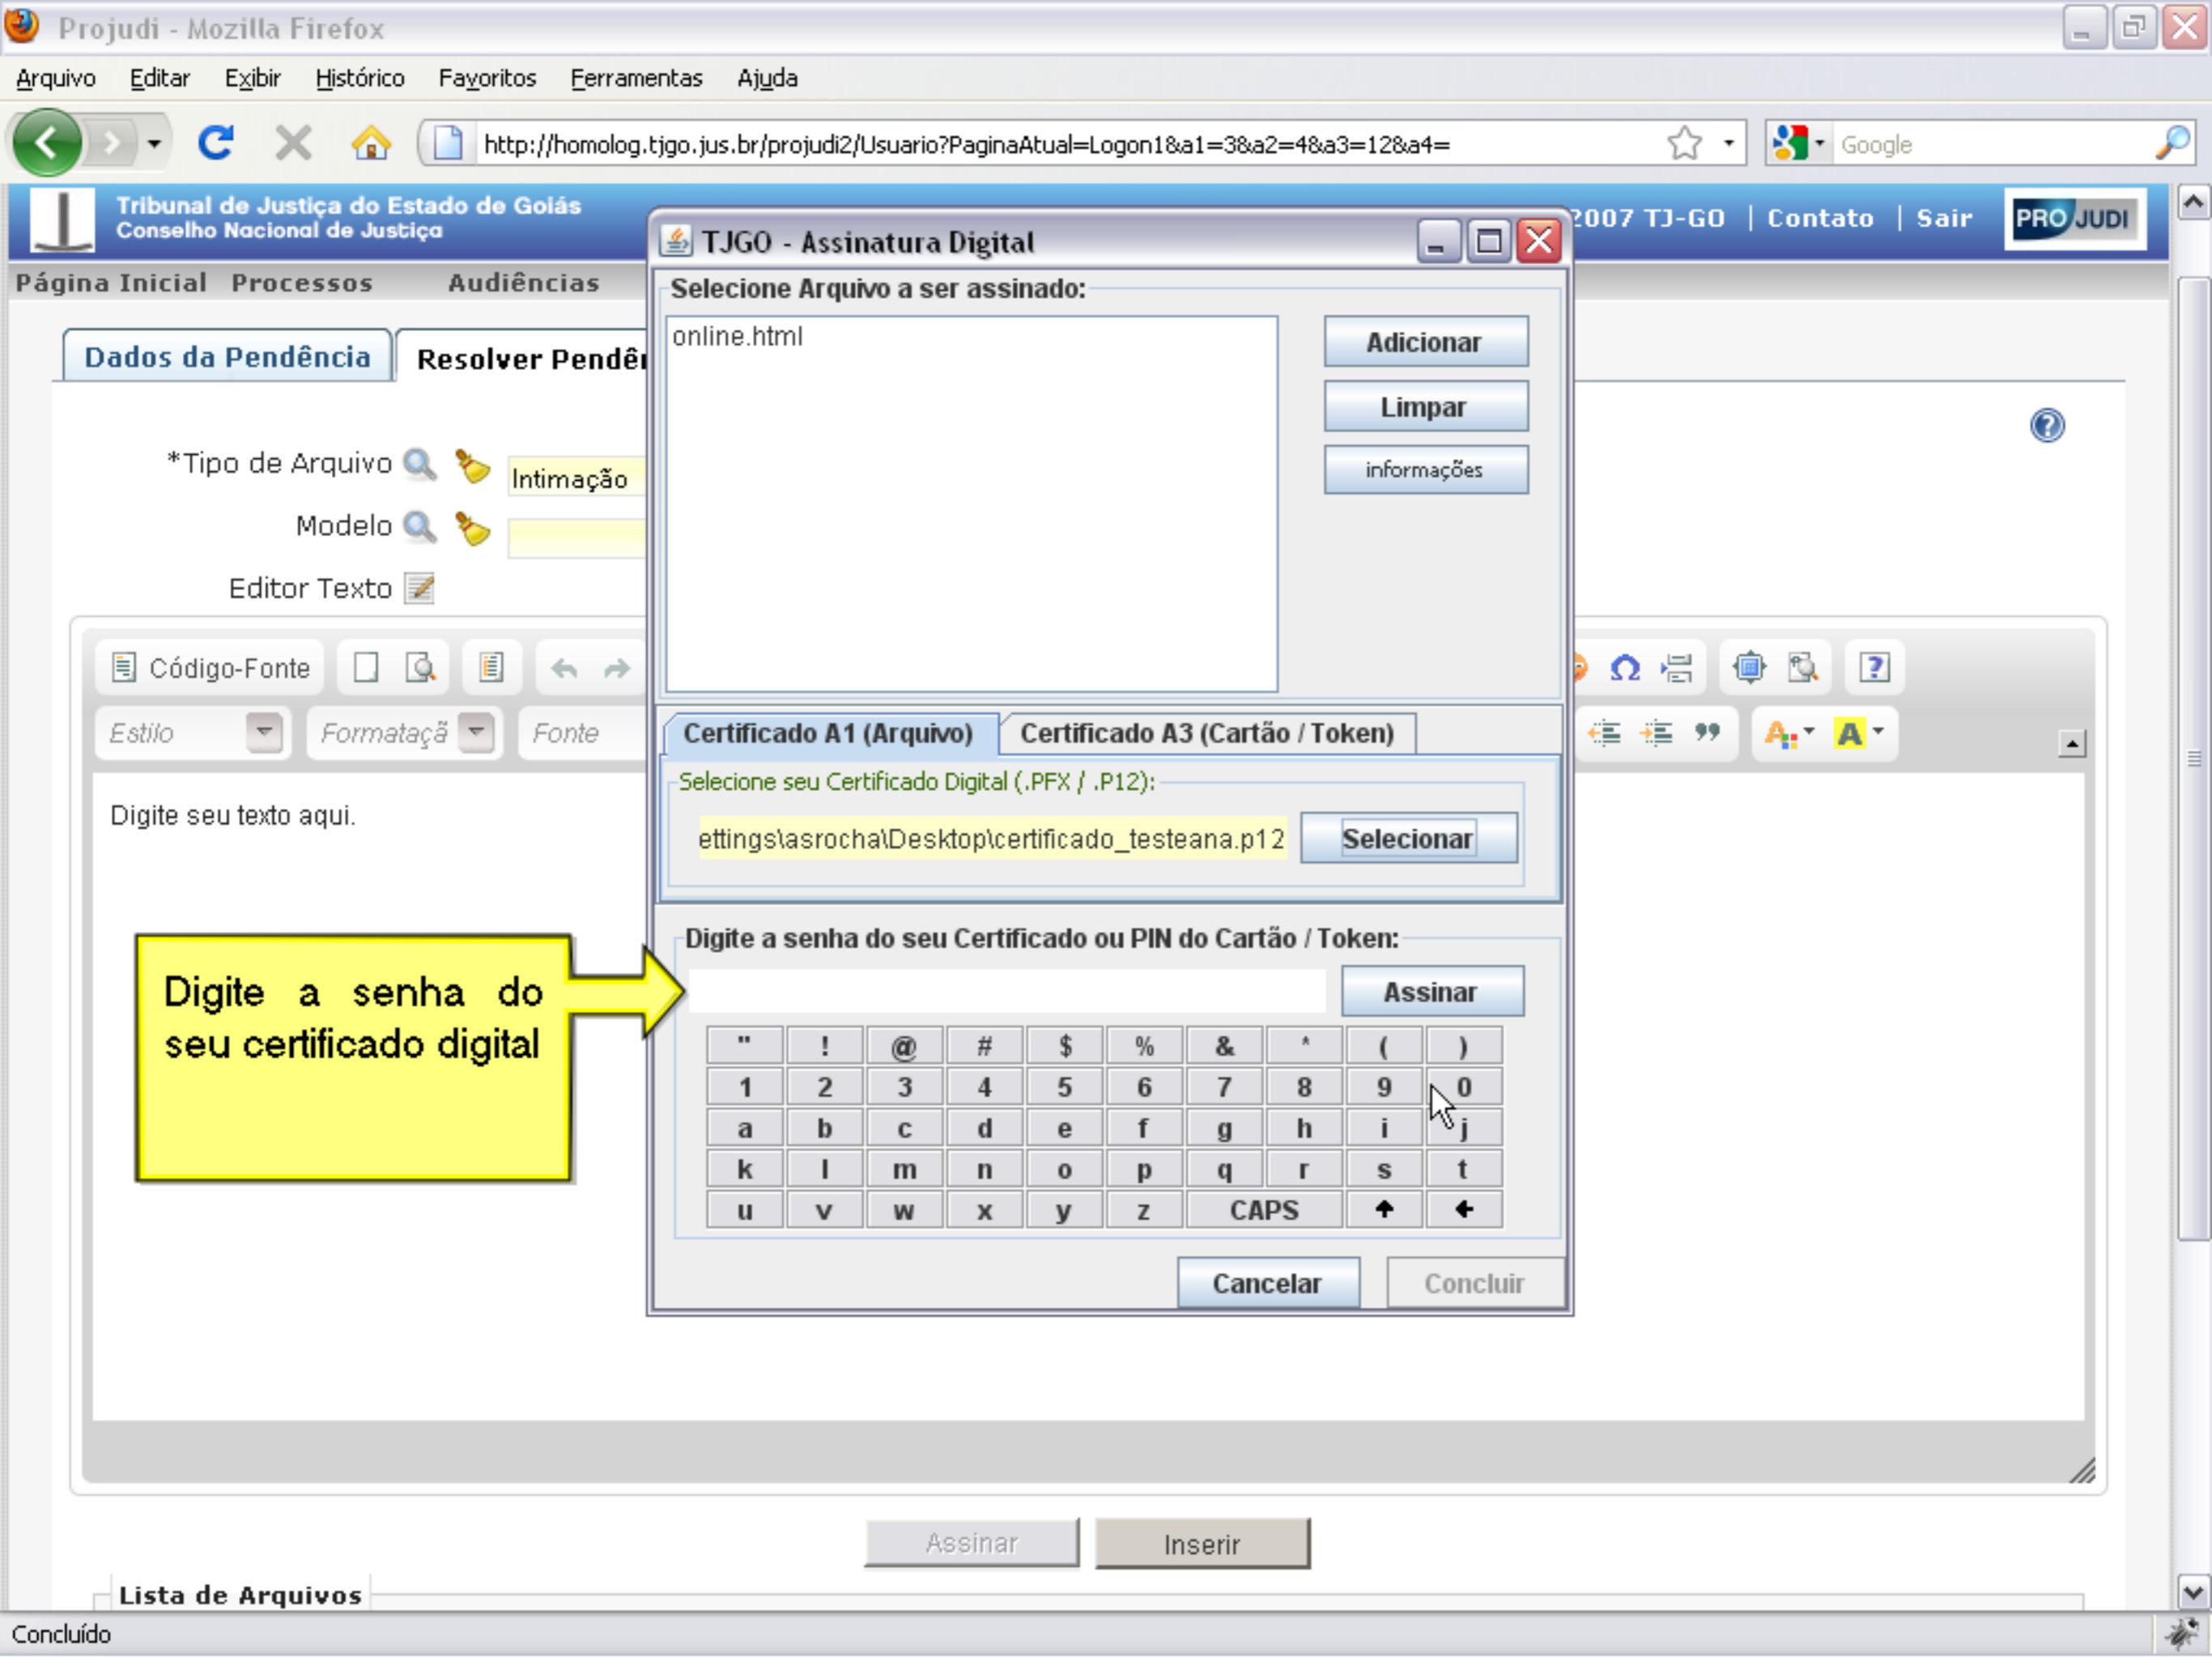 Projudi - Mozilla Firefox
Arquivo Editar Exibir Histórico Favoritos Ferramentas Ajuda
http://homolog.tjgo.jus.br/projudi2/Usuario?PaginaAtual=Logon1&a1=3&a2=4&a3=12&a4=
Google
Tribunal de Justiça do Estado de Goiás
Conselho Nacional de Justiça
2007 TJ-GO | Contato | Sair
PROJUDI
Página Inicial Processos Audiências
Dados da Pendência
Resolver Pendên
*Tipo de Arquivo
Intimação
Modelo
Editor Texto
Código-Fonte
Estilo
Formataçã
Fonte
Digite seu texto aqui.
Digite a senha do
seu certificado digital
TJGO - Assinatura Digital
Selecione Arquivo a ser assinado:
online.html
Adicionar
Limpar
informações
Certificado A1 (Arquivo)
Certificado A3 (Cartão / Token)
Selecione seu Certificado Digital (.PFX / .P12):
ettings\asrocha\Desktop\certificado_testeana.p12
Selecionar
Digite a senha do seu Certificado ou PIN do Cartão / Token:
Assinar
" ! @ # $ % & * ( )
1 2 3 4 5 6 7 8 9 0
a b c d e f g h i j
k l m n o p q r s t
u v w x y z CAPS
Cancelar
Concluir
Assinar
Inserir
Lista de Arquivos
Concluído